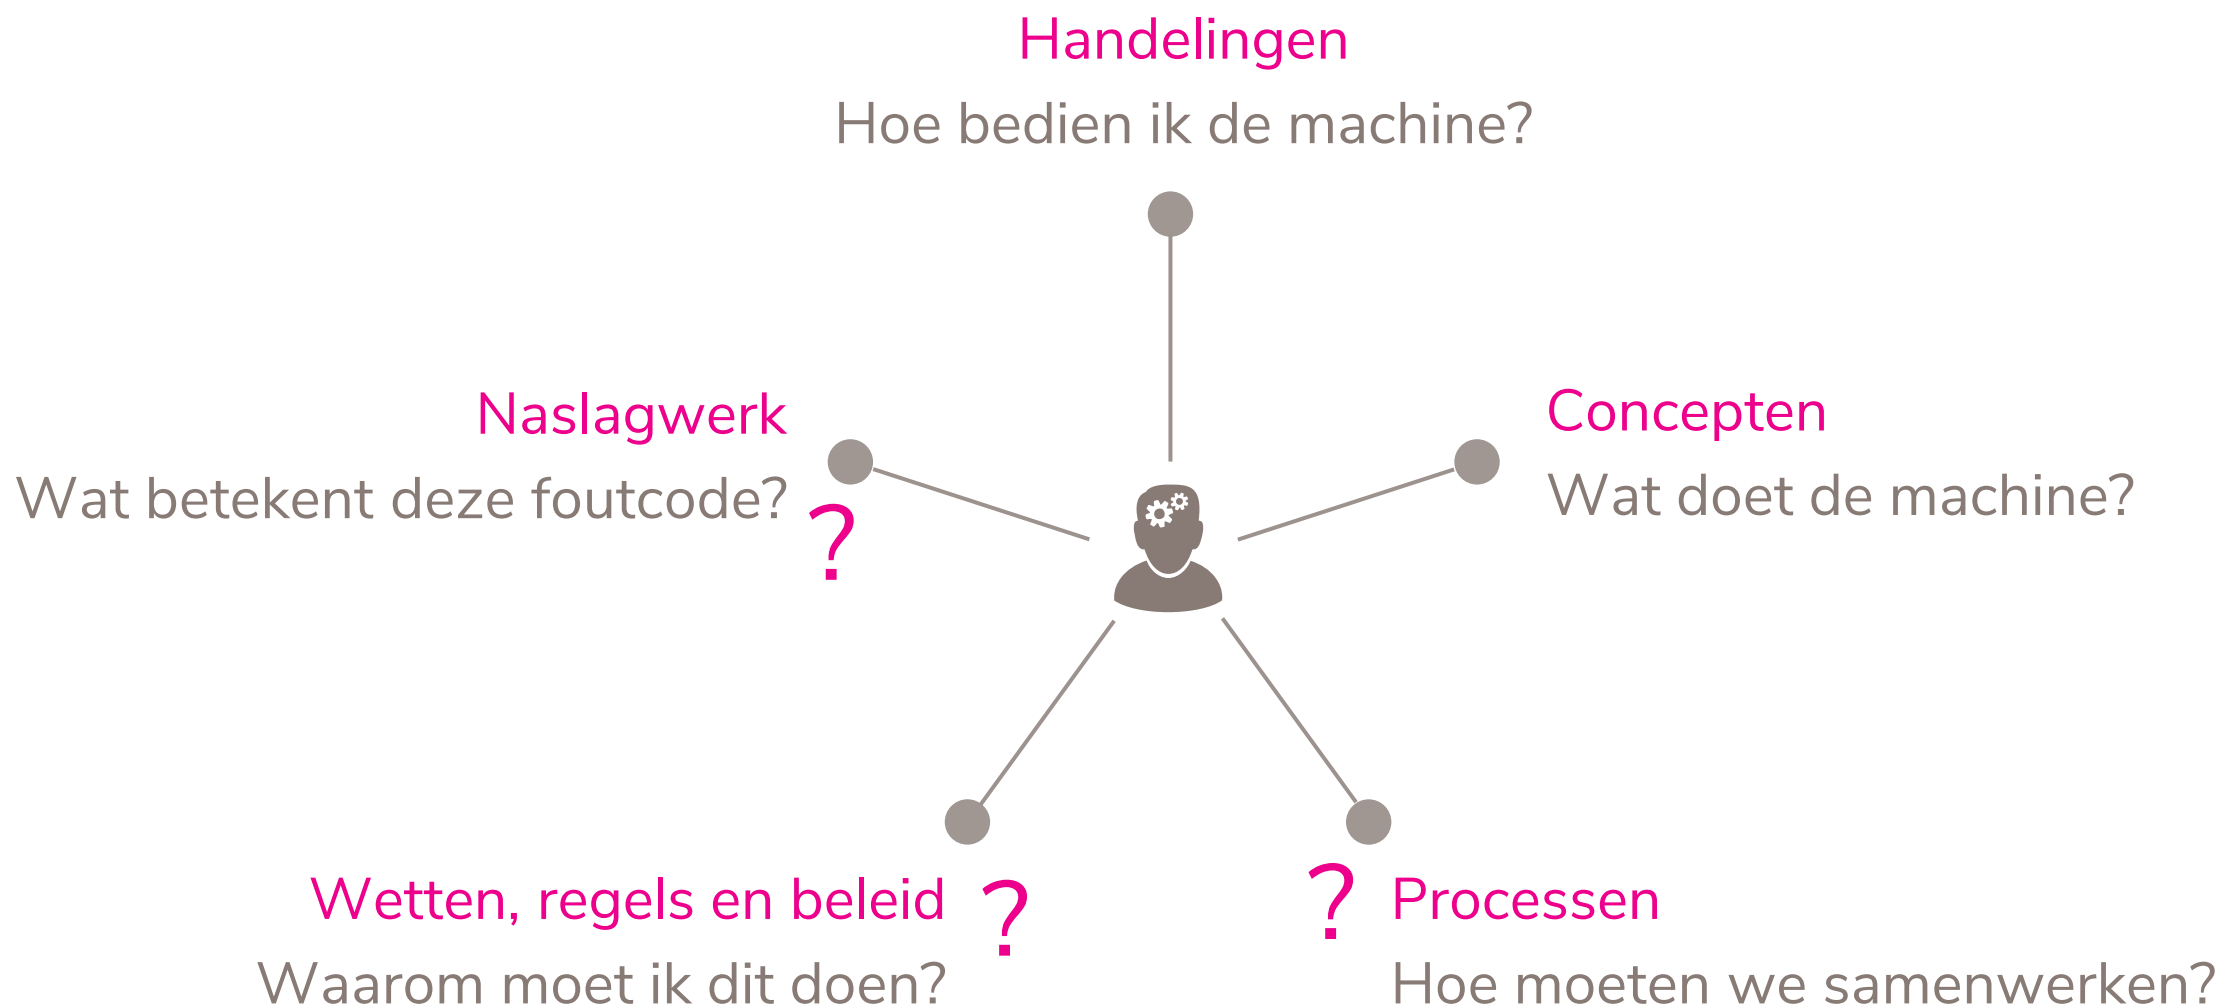 Handelingen
Hoe bedien ik de machine?
Naslagwerk
Wat betekent deze foutcode?
?
Concepten
Wat doet de machine?
Wetten, regels en beleid
?
Waarom moet ik dit doen?
?
Processen
Hoe moeten we samenwerken?